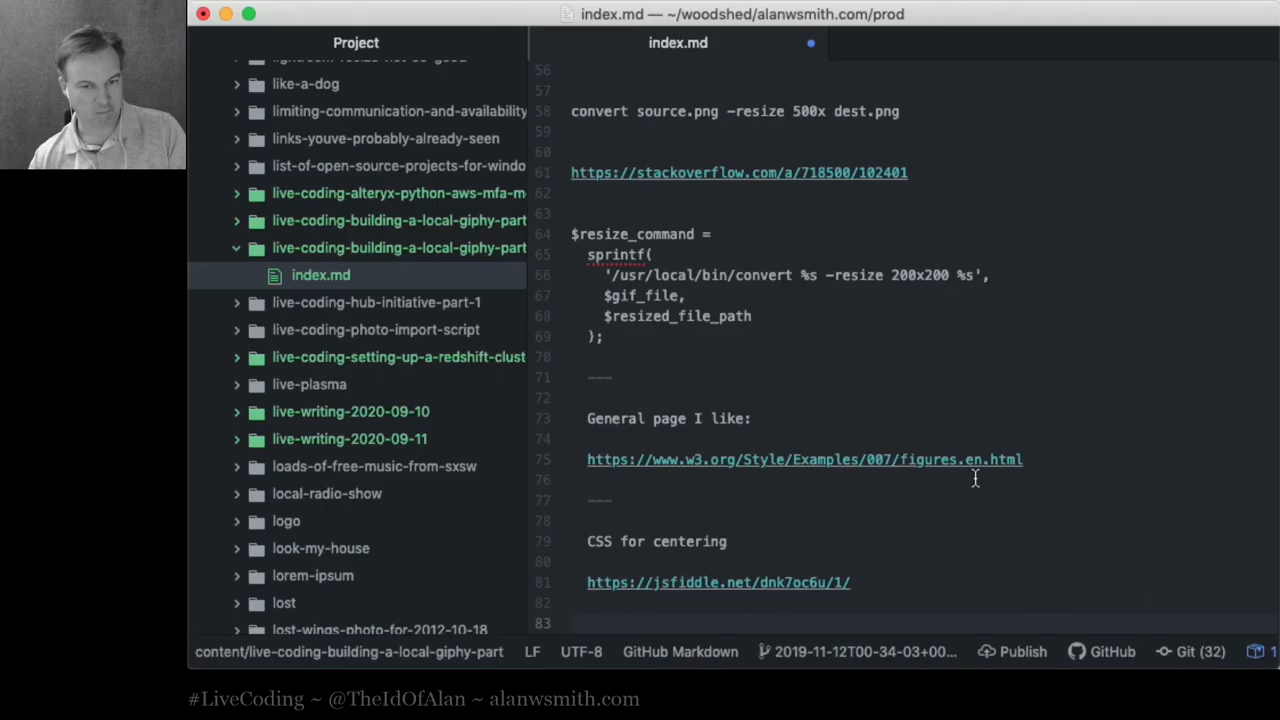 index.md — ~/woodshed/alanwsmith.com/prod
Project
index.md
like-a-dog
limiting-communication-and-availability
links-youve-probably-already-seen
list-of-open-source-projects-for-windo
live-coding-alteryx-python-aws-mfa-m
live-coding-building-a-local-giphy-part
live-coding-building-a-local-giphy-part
index.md
live-coding-hub-initiative-part-1
live-coding-photo-import-script
live-coding-setting-up-a-redshift-clust
live-plasma
live-writing-2020-09-10
live-writing-2020-09-11
loads-of-free-music-from-sxsw
local-radio-show
logo
look-my-house
lorem-ipsum
lost
lost-wings-photo-for-2012-10-18
56
57
58 convert source.png -resize 500x dest.png
59
60
61 https://stackoverflow.com/a/718500/102401
62
63
64 $resize_command =
65 sprintf(
66 '/usr/local/bin/convert %s -resize 200x200 %s',
67 $gif_file,
68 $resized_file_path
69 );
70
71 ---
72
73 General page I like:
74
75 https://www.w3.org/Style/Examples/007/figures.en.html
76
77 ---
78
79 CSS for centering
80
81 https://jsfiddle.net/dnk7oc6u/1/
82
83
content/live-coding-building-a-local-giphy-part LF UTF-8 GitHub Markdown 2019-11-12T00-34-03+00... Publish GitHub Git (32) 1
#LiveCoding ~ @TheIdOfAlan ~ alanwsmith.com